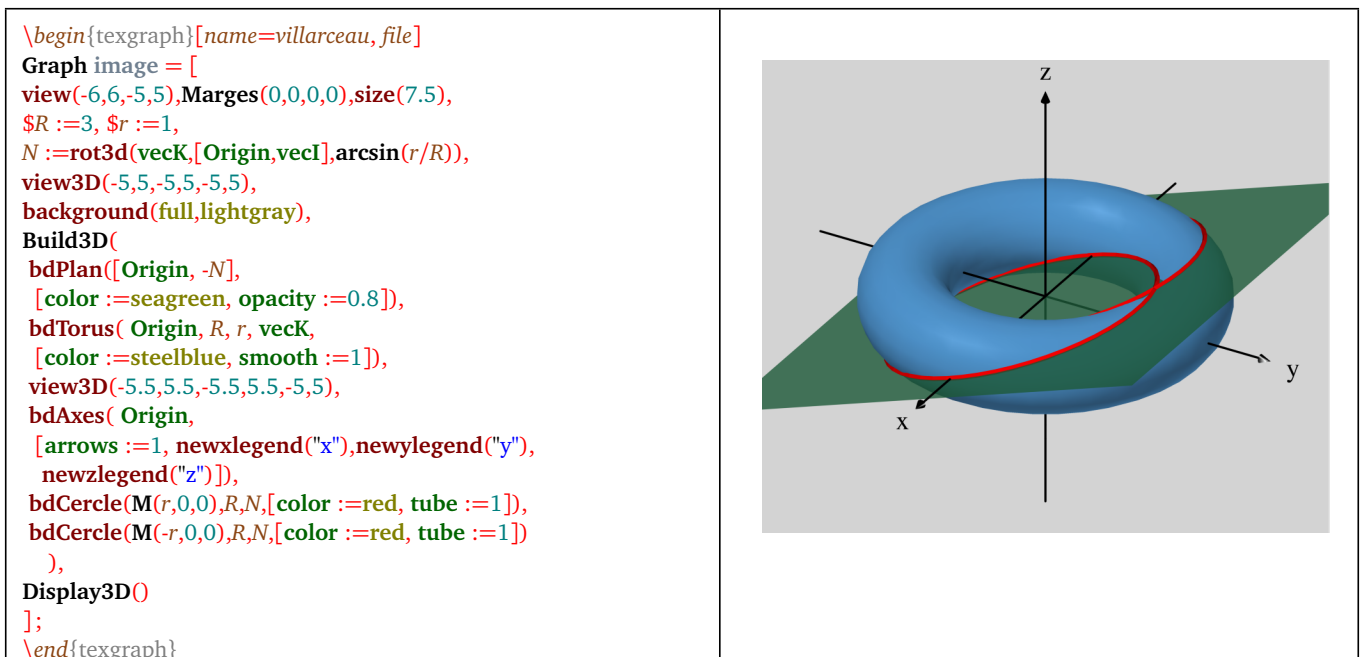 \begin{texgraph}[name=villarceau, file]
Graph image = [
view(-6,6,-5,5),Marges(0,0,0,0),size(7.5),
$R :=3, $r :=1,
N :=rot3d(vecK,[Origin,vecI],arcsin(r/R)),
view3D(-5,5,-5,5,-5,5),
background(full,lightgray),
Build3D(
bdPlan([Origin, -N],
[color :=seagreen, opacity :=0.8]),
bdTorus( Origin, R, r, vecK,
[color :=steelblue, smooth :=1]),
view3D(-5.5,5.5,-5.5,5.5,-5,5),
bdAxes( Origin,
[arrows :=1, newxlegend("x"),newylegend("y"),
newzlegend("z")]),
bdCercle(M(r,0,0),R,N,[color :=red, tube :=1]),
bdCercle(M(-r,0,0),R,N,[color :=red, tube :=1])
),
Display3D()
];
\end{texgraph}
z
y
x